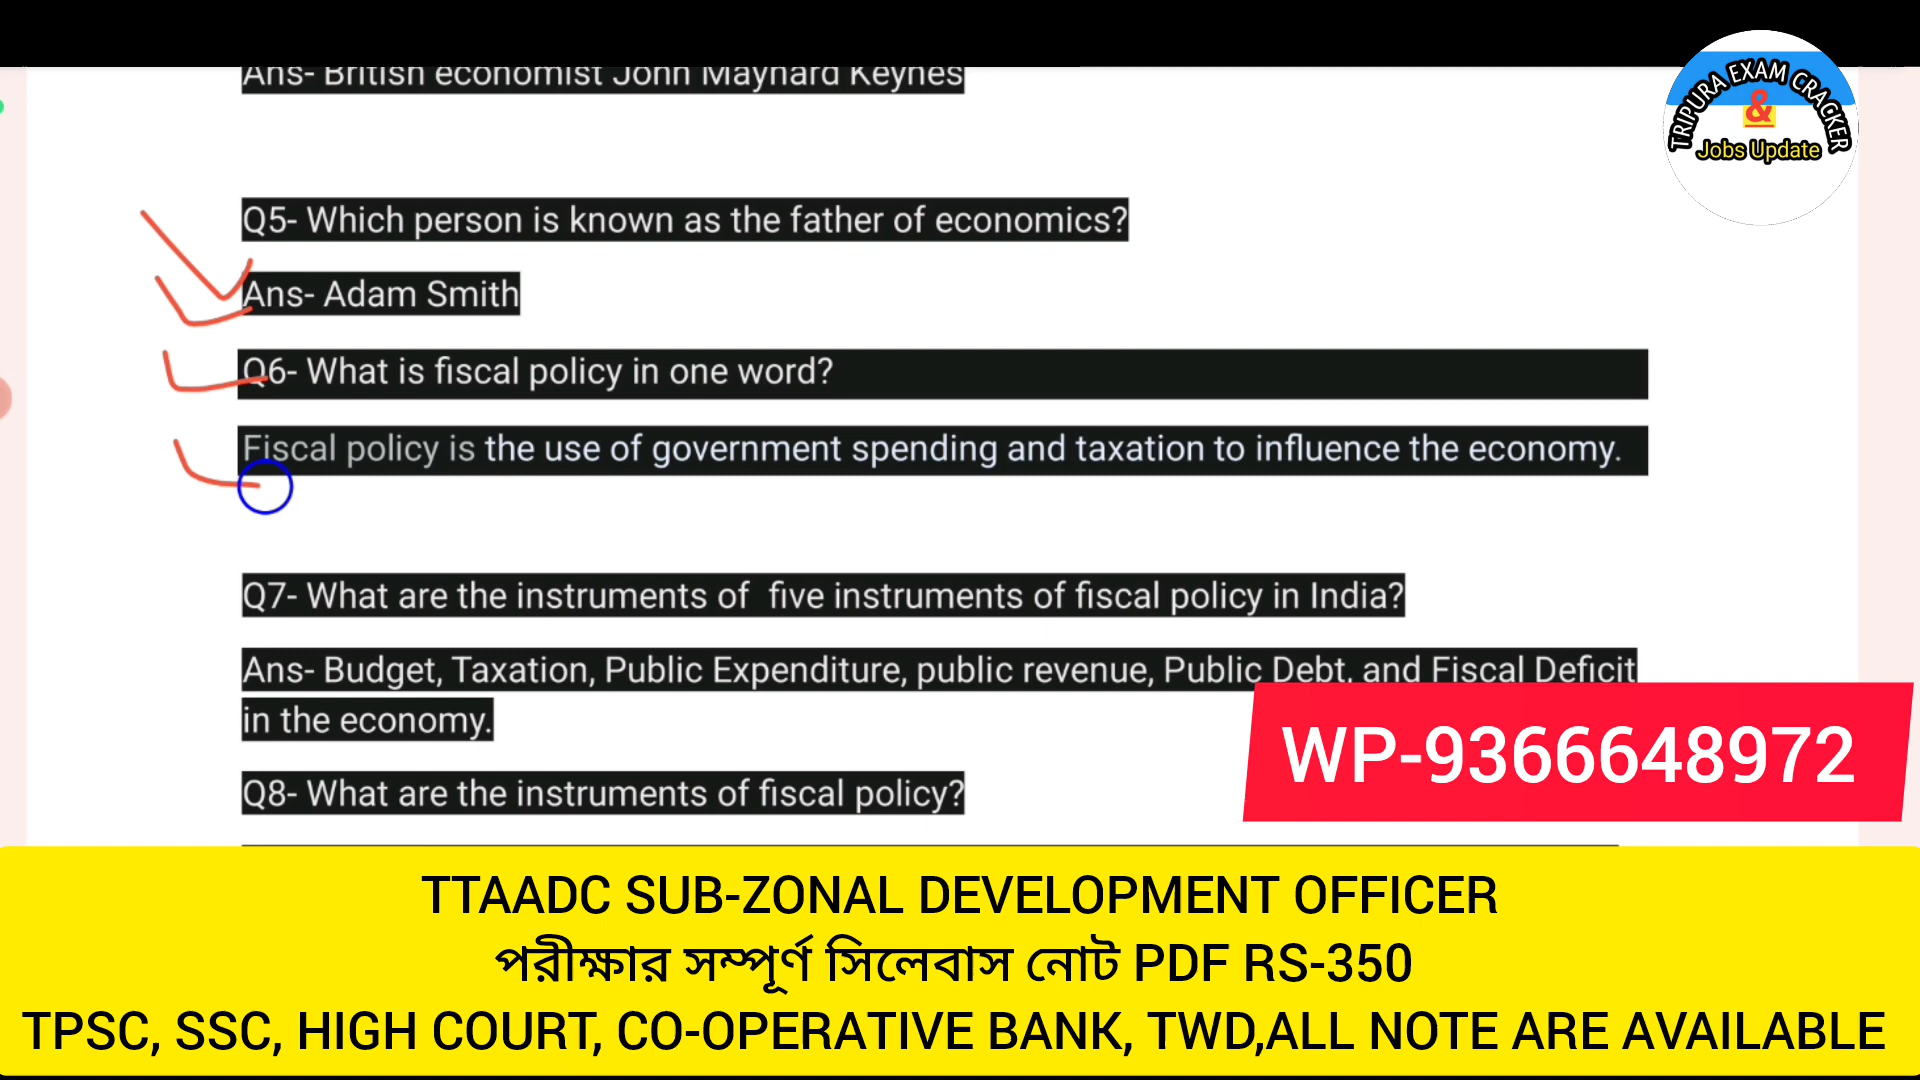 Ans- British economist John Maynard Keynes
TRIPURA EXAM CRACKER
&
Jobs Update
Q5- Which person is known as the father of economics?
Ans- Adam Smith
Q6- What is fiscal policy in one word?
Fiscal policy is the use of government spending and taxation to influence the economy.
Q7- What are the instruments of  five instruments of fiscal policy in India?
Ans- Budget, Taxation, Public Expenditure, public revenue, Public Debt, and Fiscal Deficit
in the economy.
WP-9366648972
Q8- What are the instruments of fiscal policy?
TTAADC SUB-ZONAL DEVELOPMENT OFFICER
পরীক্ষার সম্পূর্ণ সিলেবাস নোট PDF RS-350
TPSC, SSC, HIGH COURT, CO-OPERATIVE BANK, TWD,ALL NOTE ARE AVAILABLE